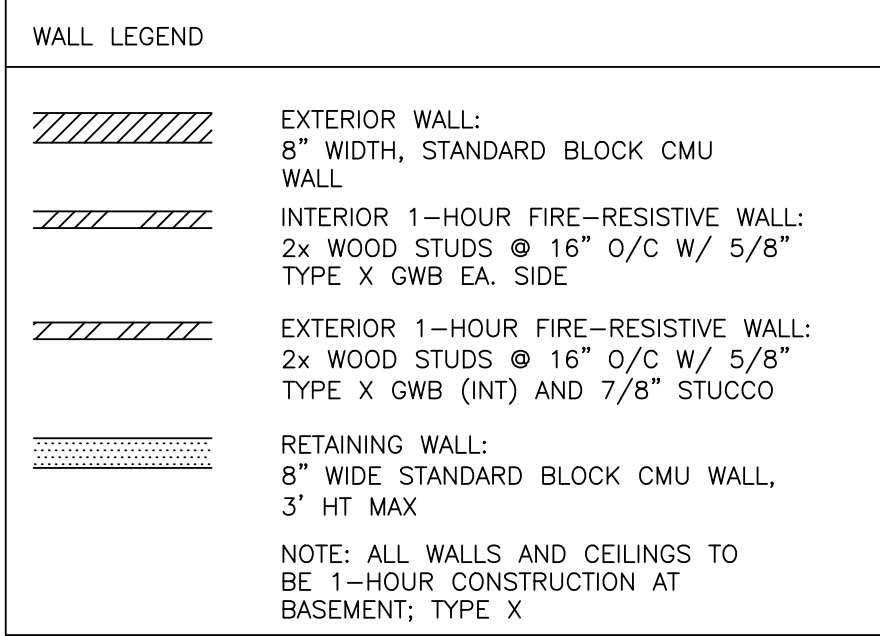 WALL LEGEND
EXTERIOR WALL:
8" WIDTH, STANDARD BLOCK CMU
WALL
INTERIOR 1-HOUR FIRE-RESISTIVE WALL:
2x WOOD STUDS @ 16" O/C W/ 5/8"
TYPE X GWB EA. SIDE
EXTERIOR 1-HOUR FIRE-RESISTIVE WALL:
2x WOOD STUDS @ 16" O/C W/ 5/8"
TYPE X GWB (INT) AND 7/8" STUCCO
RETAINING WALL:
8" WIDE STANDARD BLOCK CMU WALL,
3' HT MAX
NOTE: ALL WALLS AND CEILINGS TO
BE 1-HOUR CONSTRUCTION AT
BASEMENT; TYPE X